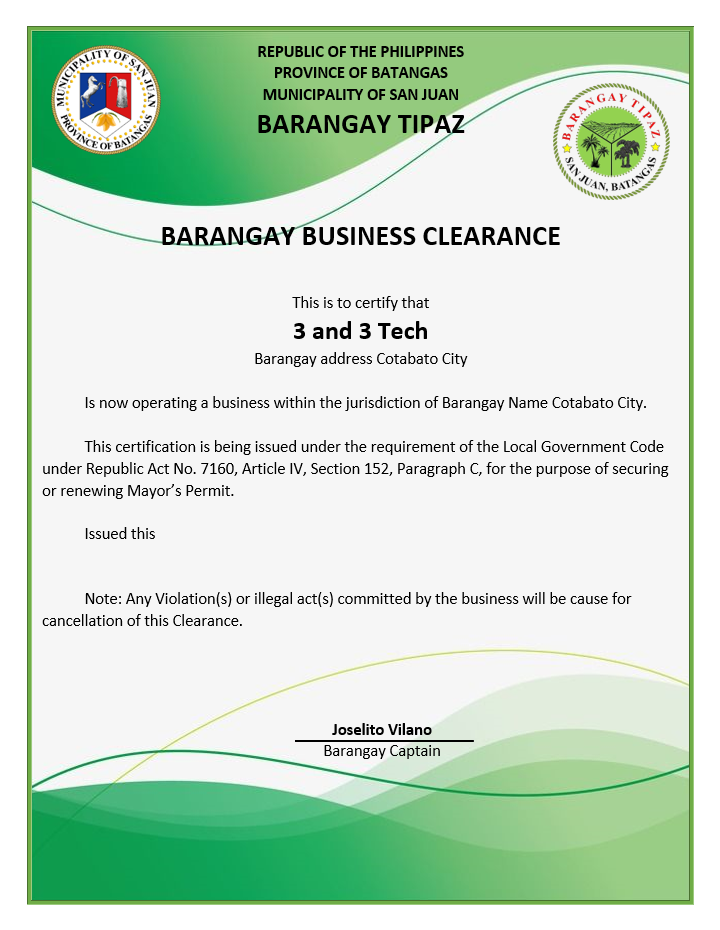 REPUBLIC OF THE PHILIPPINES
PROVINCE OF BATANGAS
MUNICIPALITY OF SAN JUAN
BARANGAY TIPAZ
MUNICIPALITY OF SAN JUAN
PROVINCE OF BATANGAS
BARANGAY TIPAZ
SAN JUAN, BATANGAS
BARANGAY BUSINESS CLEARANCE
This is to certify that
3 and 3 Tech
Barangay address Cotabato City
Is now operating a business within the jurisdiction of Barangay Name Cotabato City.
This certification is being issued under the requirement of the Local Government Code
under Republic Act No. 7160, Article IV, Section 152, Paragraph C, for the purpose of securing
or renewing Mayor’s Permit.
Issued this
Note: Any Violation(s) or illegal act(s) committed by the business will be cause for
cancellation of this Clearance.
Joselito Vilano
Barangay Captain